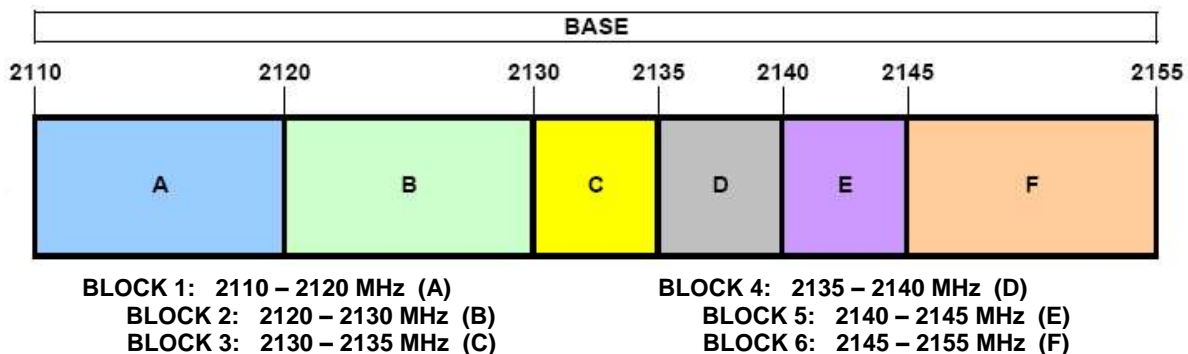 BASE
2110 2120 2130 2135 2140 2145 2155
A B C D E F
BLOCK 1: 2110 – 2120 MHz (A)
BLOCK 2: 2120 – 2130 MHz (B)
BLOCK 3: 2130 – 2135 MHz (C)
BLOCK 4: 2135 – 2140 MHz (D)
BLOCK 5: 2140 – 2145 MHz (E)
BLOCK 6: 2145 – 2155 MHz (F)